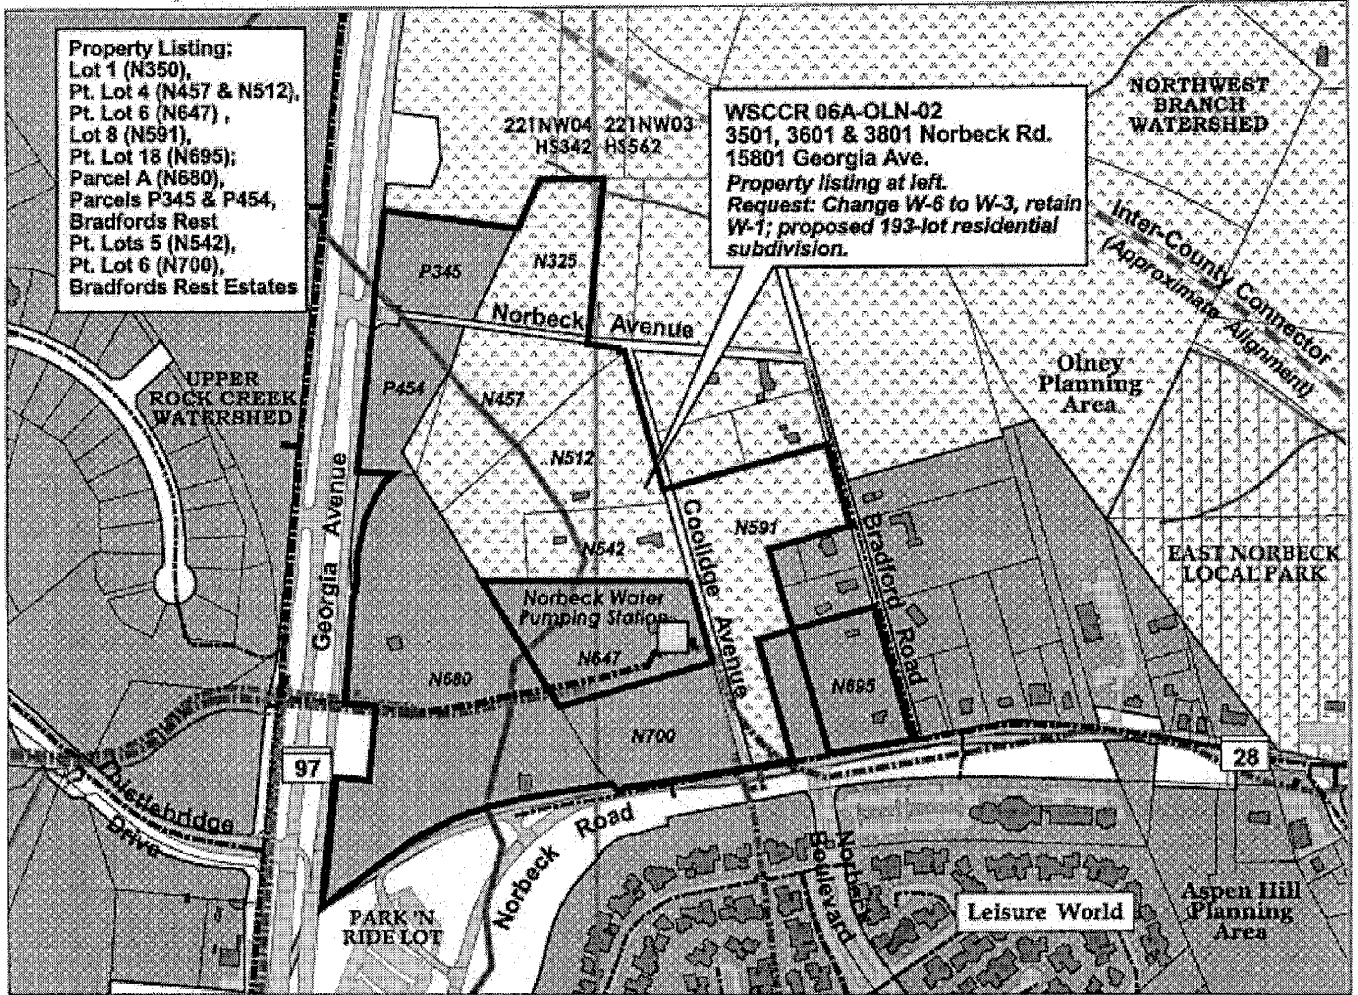 Property Listing:
Lot 1 (N350),
Pt. Lot 4 (N457 & N512),
Pt. Lot 6 (N647) ,
Lot 8 (N591),
Pt. Lot 18 (N695);
Parcel A (N680),
Parcels P345 & P454,
Bradfords Rest
Pt. Lots 5 (N542),
Pt. Lot 6 (N700),
Bradfords Rest Estates
221NW04 221NW03
HS342 HS562
WSCCR 06A-OLN-02
3501, 3601 & 3801 Norbeck Rd.
15801 Georgia Ave.
Property listing at left.
Request: Change W-6 to W-3, retain
W-1; proposed 193-lot residential
subdivision.
NORTHWEST
BRANCH
WATERSHED
Inter-County Connector
(Approximate Alignment)
P345
N325
Norbeck Avenue
UPPER
ROCK CREEK
WATERSHED
P454
N457
Olney
Planning
Area
N512
Georgia Avenue
Coolidge Avenue
N591
Bradford Road
N542
EAST NORBECK
LOCAL PARK
Norbeck Water
Pumping Station
N647
N680
N695
N700
97
28
Thistlebridge
Drive
Norbeck Road
Norbeck
Boulevard
PARK 'N
RIDE LOT
Leisure World
Aspen Hill
Planning
Area